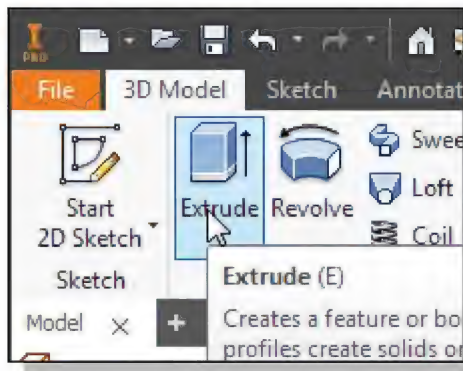 I
PRO
File 3D Model Sketch Annotat
Start
2D Sketch
Extrude Revolve
Swee
Loft
Coil
Sketch
Extrude (E)
Model
Creates a feature or bo
profiles create solids or